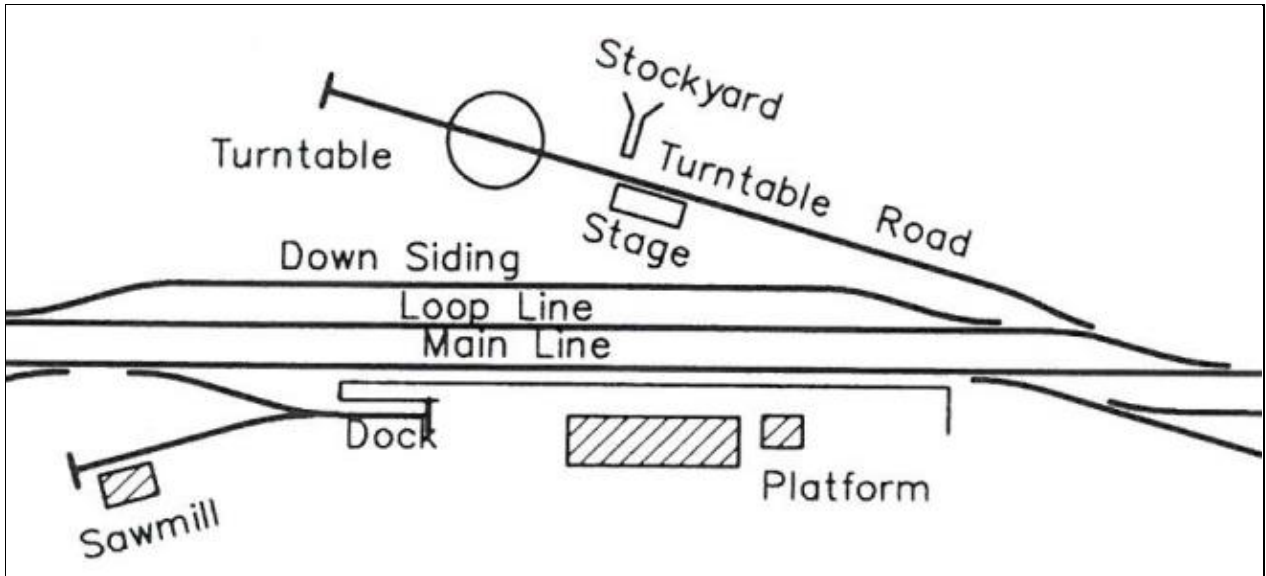 Stockyard
Turntable
Turntable Road
Stage
Down Siding
Loop Line
Main Line
Dock
Platform
Sawmill